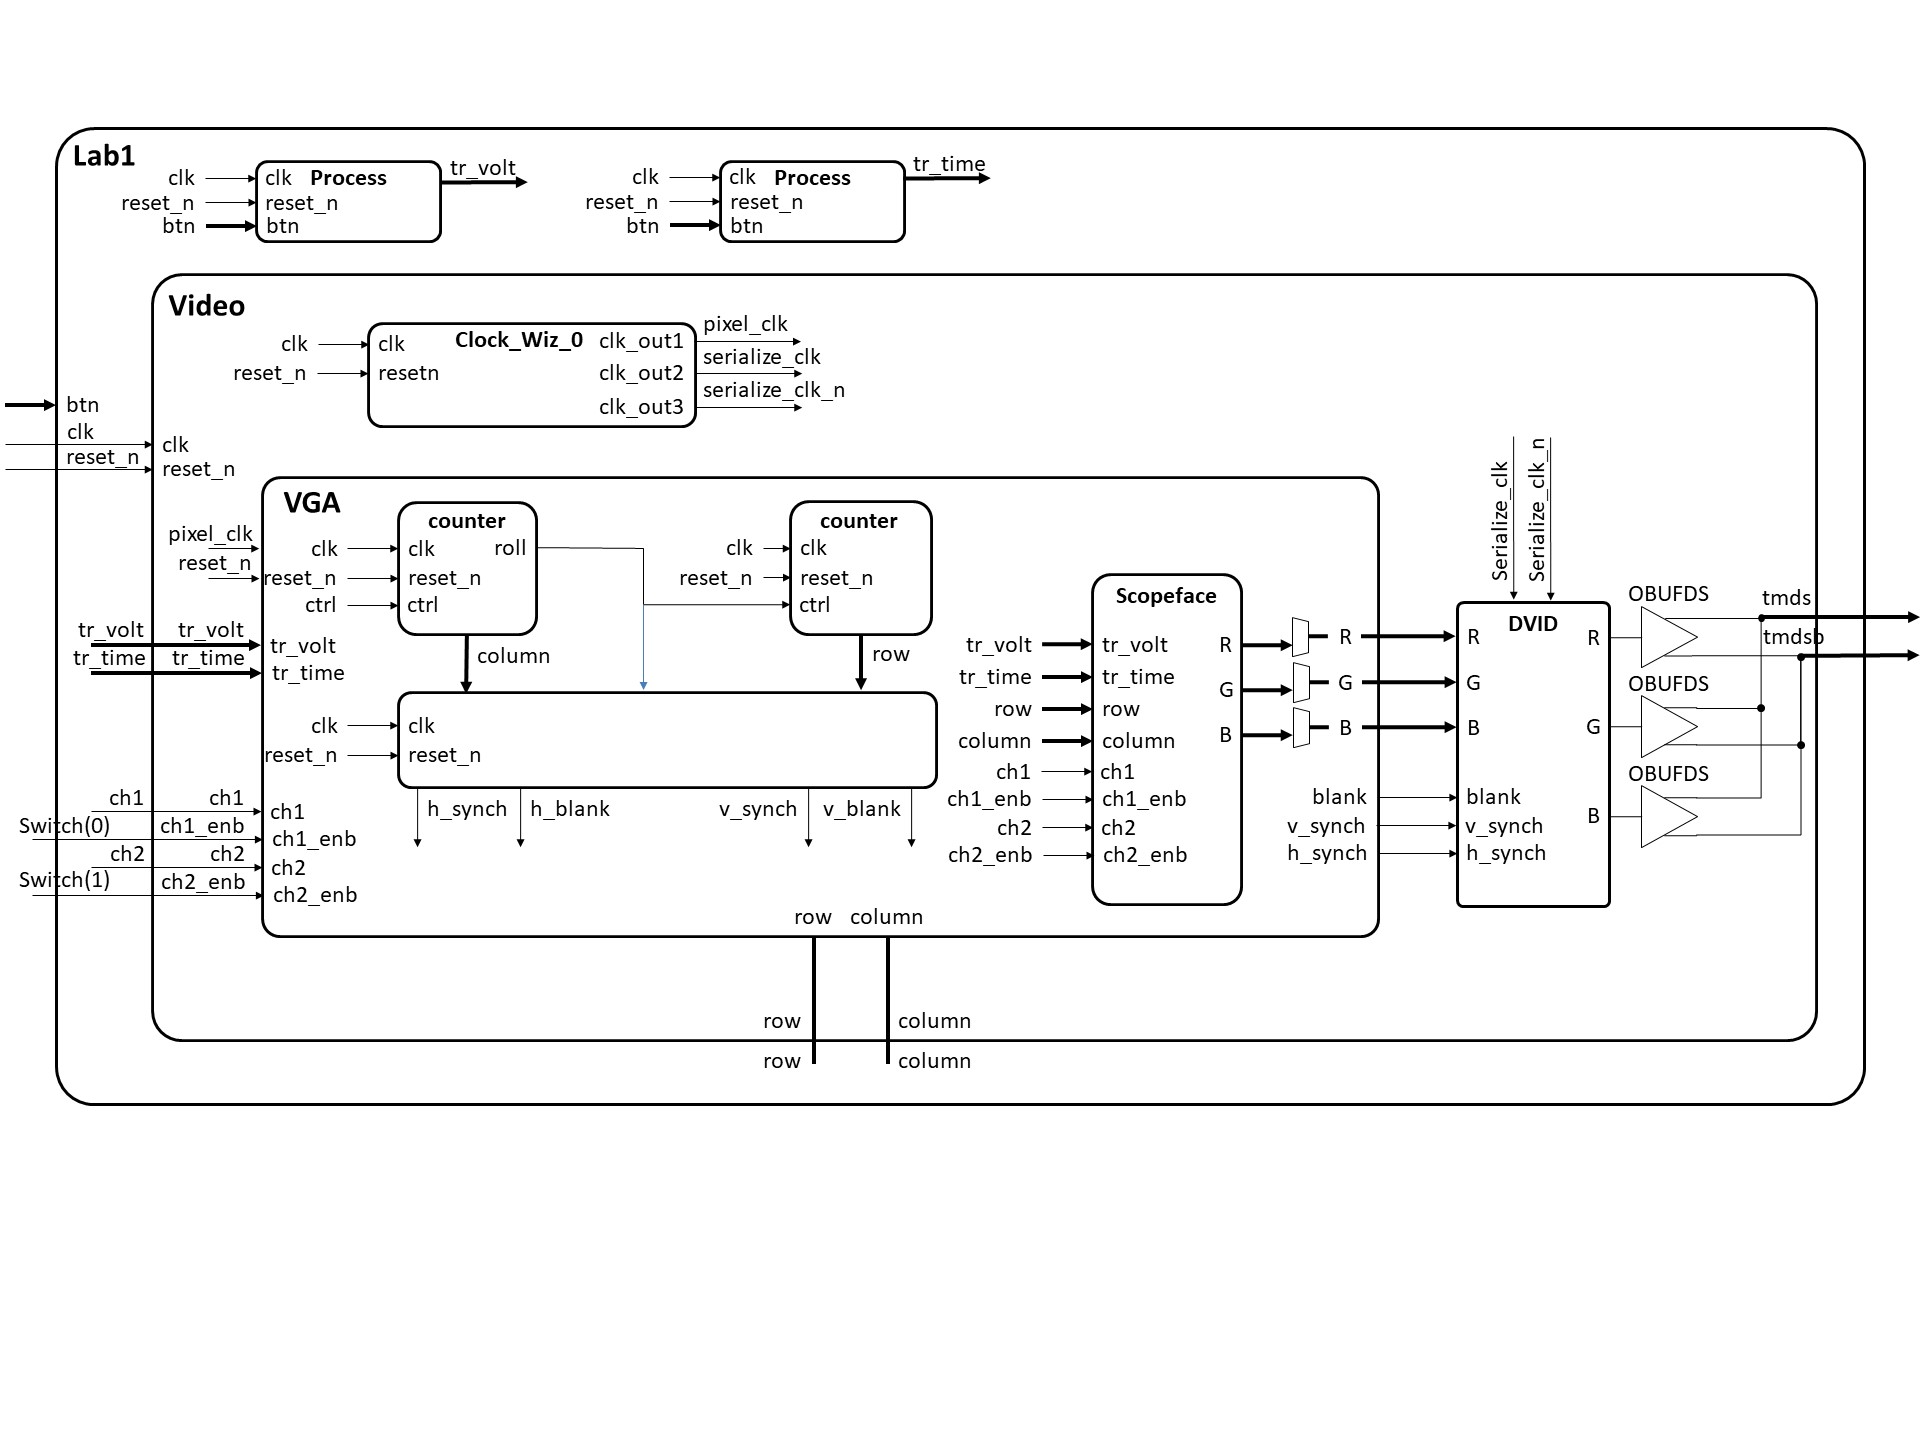 Lab1
clk
reset_n
btn
clk Process
reset_n
btn
tr_volt
clk
reset_n
btn
clk Process
reset_n
btn
tr_time
Video
clk
reset_n
clk
resetn
Clock_Wiz_0
clk_out1
clk_out2
clk_out3
pixel_clk
serialize_clk
serialize_clk_n
btn
clk
reset_n
clk
reset_n
VGA
pixel_clk
reset_n
clk
reset_n
ctrl
counter
clk
roll
reset_n
ctrl
column
clk
reset_n
counter
clk
reset_n
ctrl
row
tr_volt
tr_time
tr_volt
tr_time
tr_volt
tr_time
clk
reset_n
clk
reset_n
h_synch
h_blank
v_synch
v_blank
ch1
Switch(0)
ch2
Switch(1)
ch1
ch1_enb
ch2
ch2_enb
ch1
ch1_enb
ch2
ch2_enb
tr_volt
tr_time
row
column
ch1
ch1_enb
ch2
ch2_enb
Scopeface
tr_volt
tr_time
row
column
ch1
ch1_enb
ch2
ch2_enb
R
G
B
R
G
B
blank
v_synch
h_synch
Serialize_clk
Serialize_clk_n
DVID
R
G
B
blank
v_synch
h_synch
R
G
B
OBUFDS
OBUFDS
OBUFDS
tmds
tmdsb
row column
row column
row column